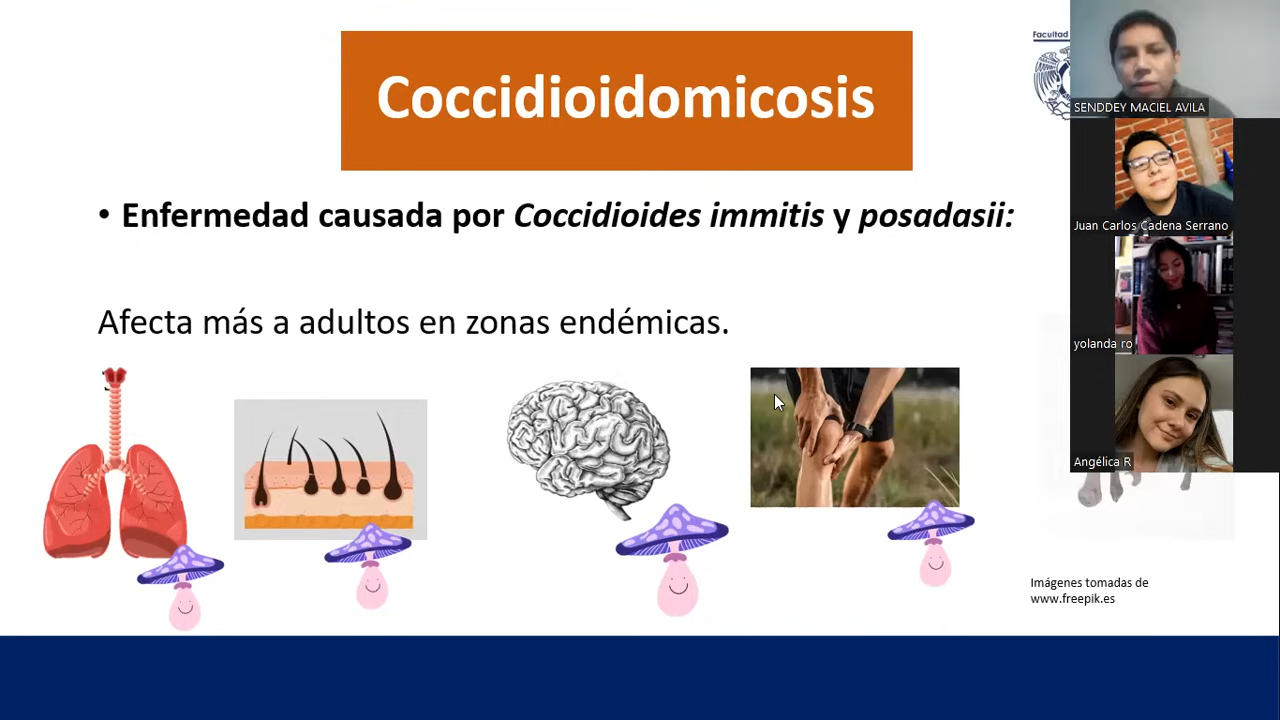 Coccidioidomicosis
• Enfermedad causada por Coccidioides immitis y posadasii:
Afecta más a adultos en zonas endémicas.
Imágenes tomadas de
www.freepik.es
Facultad
SENDDEY MACIEL AVILA
Juan Carlos Cadena Serrano
yolanda ro
Angélica R